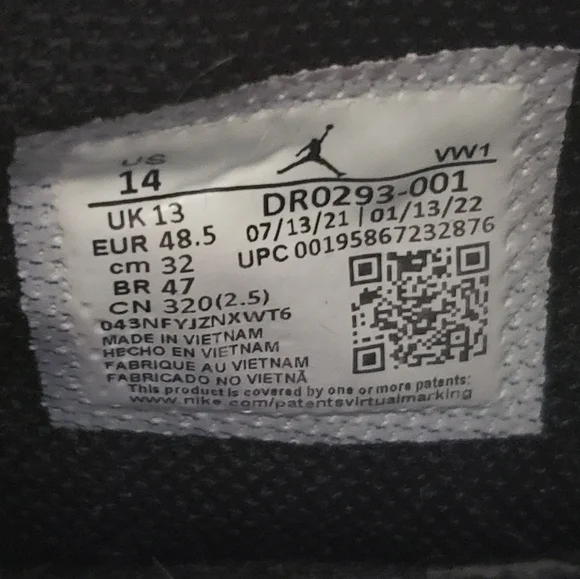 US
14
VW1
UK 13
EUR 48.5
cm 32
BR 47
CN 320(2.5)
DR0293-001
07/13/21 | 01/13/22
UPC 00195867232876
043NFYJZNXWT6
MADE IN VIETNAM
HECHO EN VIETNAM
FABRIQUE AU VIETNAM
FABRICADO NO VIETNÃ
This product is covered by one or more patents:
www.nike.com/patentsvirtualmarking